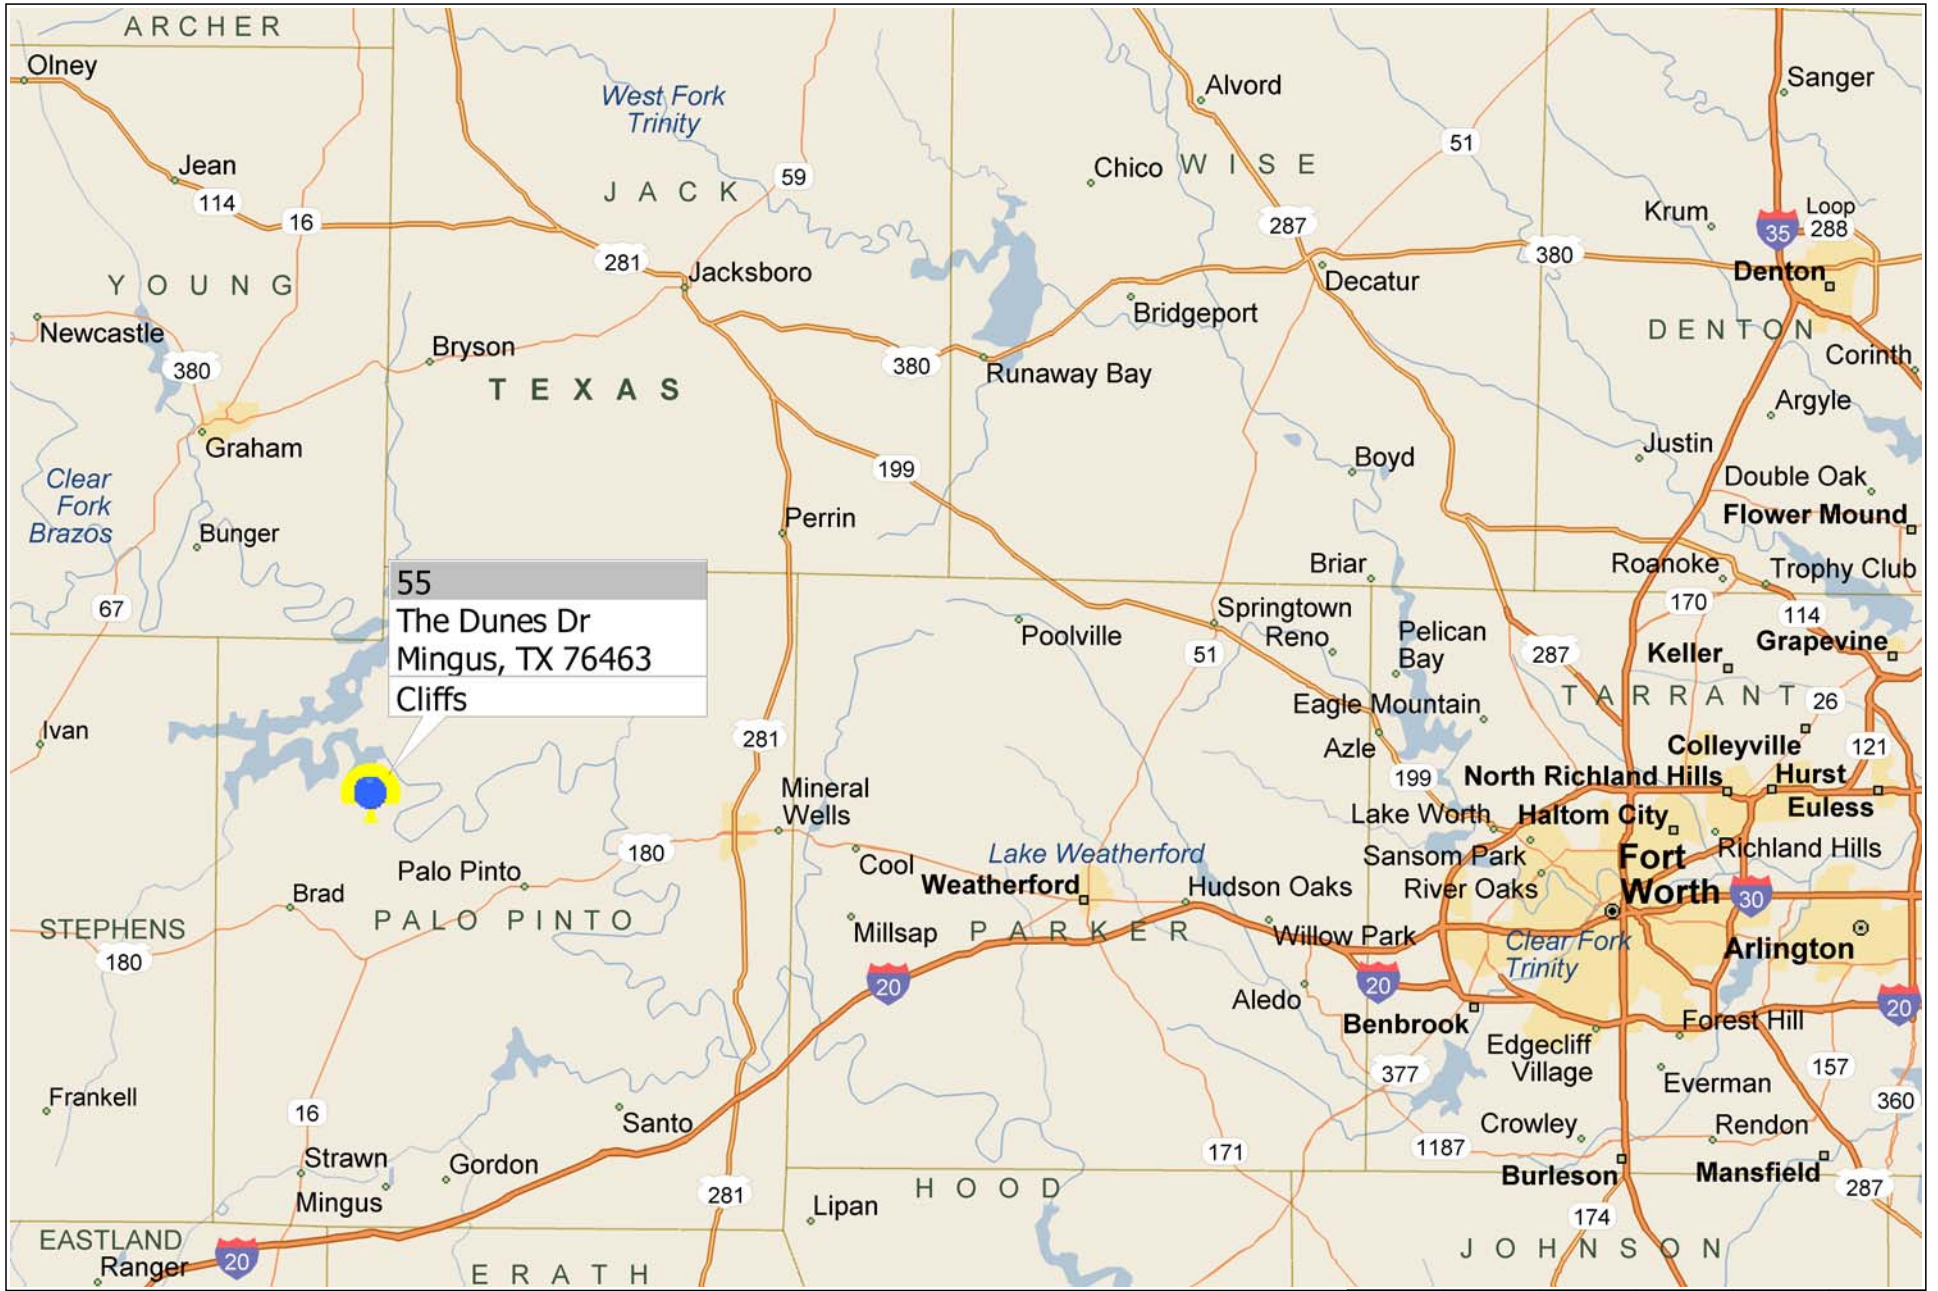 ARCHER
Olney
West Fork
Trinity
Alvord
Sanger
51
Jean
Chico
WISE
59
JACK
114
16
287
Krum
Loop
288
35
281
Jacksboro
380
Decatur
Denton
YOUNG
Bridgeport
DENTON
Newcastle
Bryson
Corinth
380
380
Runaway Bay
TEXAS
Argyle
Graham
Justin
Boyd
199
Double Oak
Clear
Fork
Brazos
Flower Mound
Perrin
Bunger
Briar
Roanoke
Trophy Club
55
The Dunes Dr
Mingus, TX 76463
Cliffs
67
170
114
Springtown
Reno
Poolville
Pelican
Bay
51
287
Keller
Grapevine
TARRANT
26
Eagle Mountain
Ivan
281
Azle
Colleyville
121
199
North Richland Hills
Hurst
Mineral
Wells
Euless
Lake Worth
Haltom City
180
Cool
Lake Weatherford
Sansom Park
Fort
Worth
Richland Hills
Palo Pinto
Weatherford
Hudson Oaks
River Oaks
30
Brad
STEPHENS
PALO PINTO
Millsap
PARKER
Willow Park
Clear Fork
Trinity
Arlington
180
20
20
20
Aledo
Benbrook
Forest Hill
Edgecliff
Village
377
157
Everman
Frankell
16
Santo
360
Crowley
Rendon
171
1187
Strawn
Gordon
Burleson
Mansfield
Mingus
281
HOOD
287
Lipan
174
EASTLAND
Ranger
20
ERATH
JOHNSON